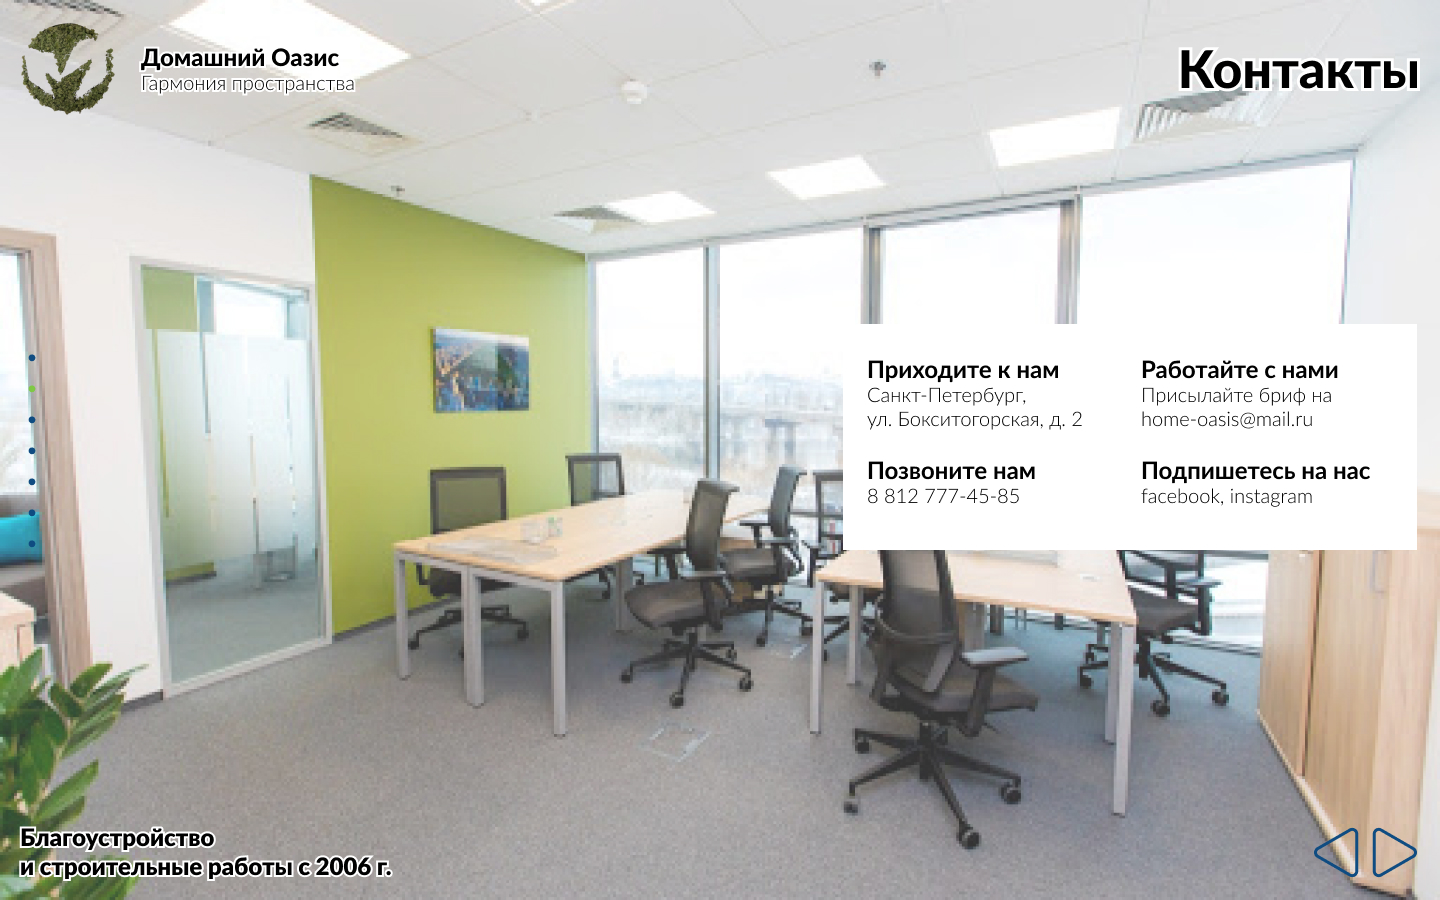 Домашний Оазис
Гармония пространства
Контакты
Приходите к нам
Санкт-Петербург,
ул. Бокситогорская, д. 2
Позвоните нам
8 812 777-45-85
Работайте с нами
Присылайте бриф на
home-oasis@mail.ru
Подпишетесь на нас
facebook, instagram
Благоустройство
и строительные работы с 2006 г.